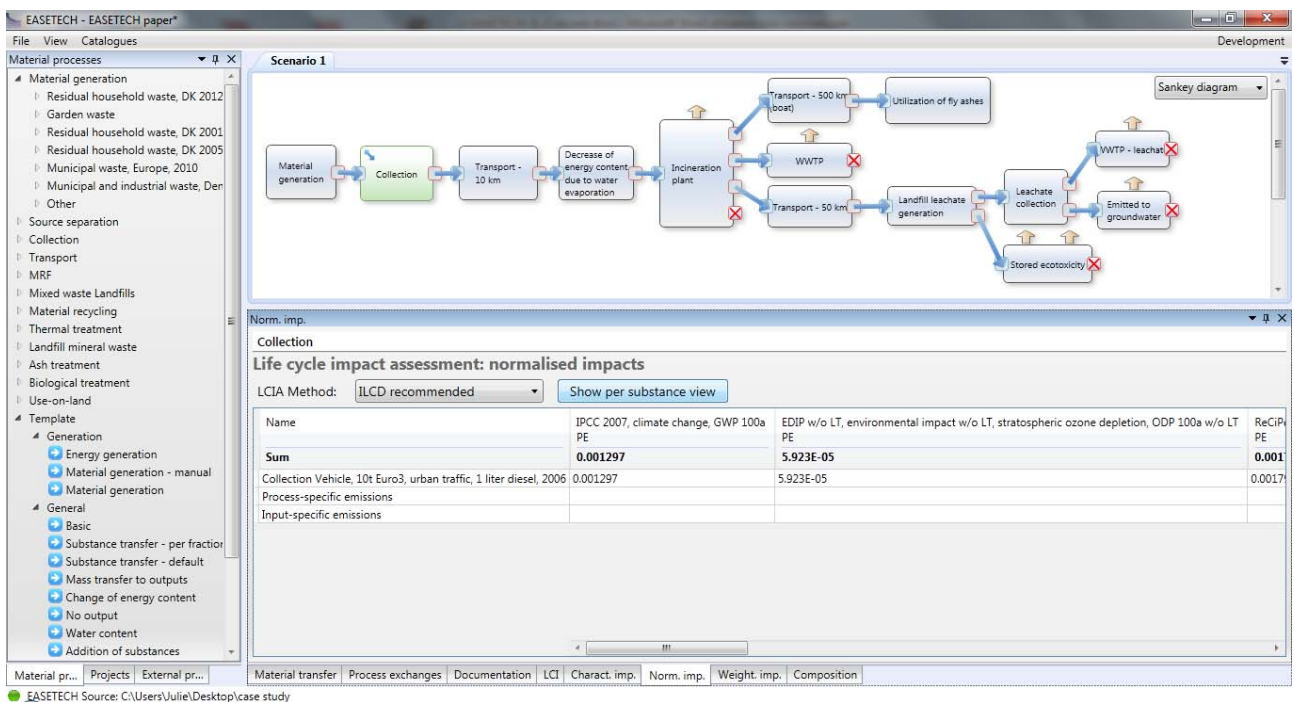 EASETECH - EASETECH paper*
File View Catalogues
Development
Material processes
Material generation
Residual household waste, DK 2012
Garden waste
Residual household waste, DK 2001
Residual household waste, DK 2005
Municipal waste, Europe, 2010
Municipal and industrial waste, Den
Other
Source separation
Collection
Transport
MRF
Mixed waste Landfills
Material recycling
Thermal treatment
Landfill mineral waste
Ash treatment
Biological treatment
Use-on-land
Template
Generation
Energy generation
Material generation - manual
Material generation
General
Basic
Substance transfer - per fraction
Substance transfer - default
Mass transfer to outputs
Change of energy content
No output
Water content
Addition of substances
Material pr... Projects External pr...
Scenario 1
Sankey diagram
Material
generation
Collection
Transport -
10 km
Decrease of
energy content
due to water
evaporation
Incineration
plant
Transport - 500 km
(boat)
Utilization of fly ashes
WWTP
Transport - 50 km
Landfill leachate
generation
Leachate
collection
WWTP - leachat
Emitted to
groundwater
Stored ecotoxicity
Norm. imp.
Collection
Life cycle impact assessment: normalised impacts
LCIA Method: ILCD recommended Show per substance view
Name IPCC 2007, climate change, GWP 100a EDIP w/o LT, environmental impact w/o LT, stratospheric ozone depletion, ODP 100a w/o LT ReCiP
PE PE PE
Sum 0.001297 5.923E-05 0.001
Collection Vehicle, 10t Euro3, urban traffic, 1 liter diesel, 2006 0.001297 5.923E-05 0.0017
Process-specific emissions
Input-specific emissions
Material transfer Process exchanges Documentation LCI Charact. imp. Norm. imp. Weight. imp. Composition
EASETECH Source: C:\Users\Julie\Desktop\case study